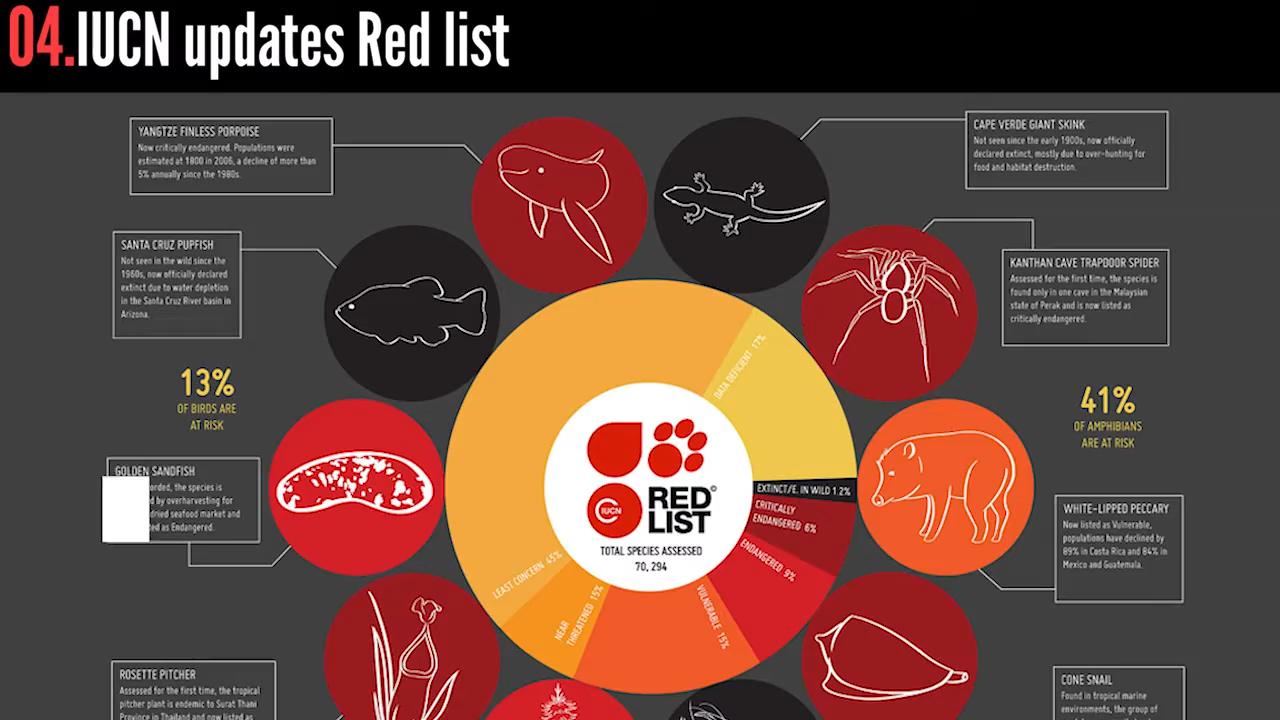 04.IUCN updates Red list
YANGTZE FINLESS PORPOISE
Now critically endangered. Populations were
estimated at 1800 in 2006, a decline of more than
5% annually since the 1980s.
CAPE VERDE GIANT SKINK
Not seen since the early 1900s, now officially
declared extinct, mostly due to over-hunting for
food and habitat destruction.
SANTA CRUZ PUPFISH
Not seen in the wild since the
1960s, now officially declared
extinct due to water depletion
in the Santa Cruz River basin in
Arizona.
KANTHAN CAVE TRAPDOOR SPIDER
Assessed for the first time, the species is
found only in one cave in the Malaysian
state of Perak and is now listed as
critically endangered.
13%
OF BIRDS ARE
AT RISK
41%
OF AMPHIBIANS
ARE AT RISK
GOLDEN SANDFISH
the species is
by overharvesting for
dried seafood market and
as Endangered.
WHITE-LIPPED PECCARY
Now listed as Vulnerable,
populations have declined by
89% in Costa Rica and 84% in
Mexico and Guatemala.
DATA DEFICIENT 17%
EXTINCT/E. IN WILD 1.2%
CRITICALLY
ENDANGERED 6%
ENDANGERED 9%
VULNERABLE 15%
NEAR
THREATENED 15%
LEAST CONCERN 45%
IUCN
RED©
LIST
TOTAL SPECIES ASSESSED
70, 294
ROSETTE PITCHER
Assessed for the first time, the tropical
pitcher plant is endemic to Surat Thani
Province in Thailand and now listed as
CONE SNAIL
Found in tropical marine
environments, the group of